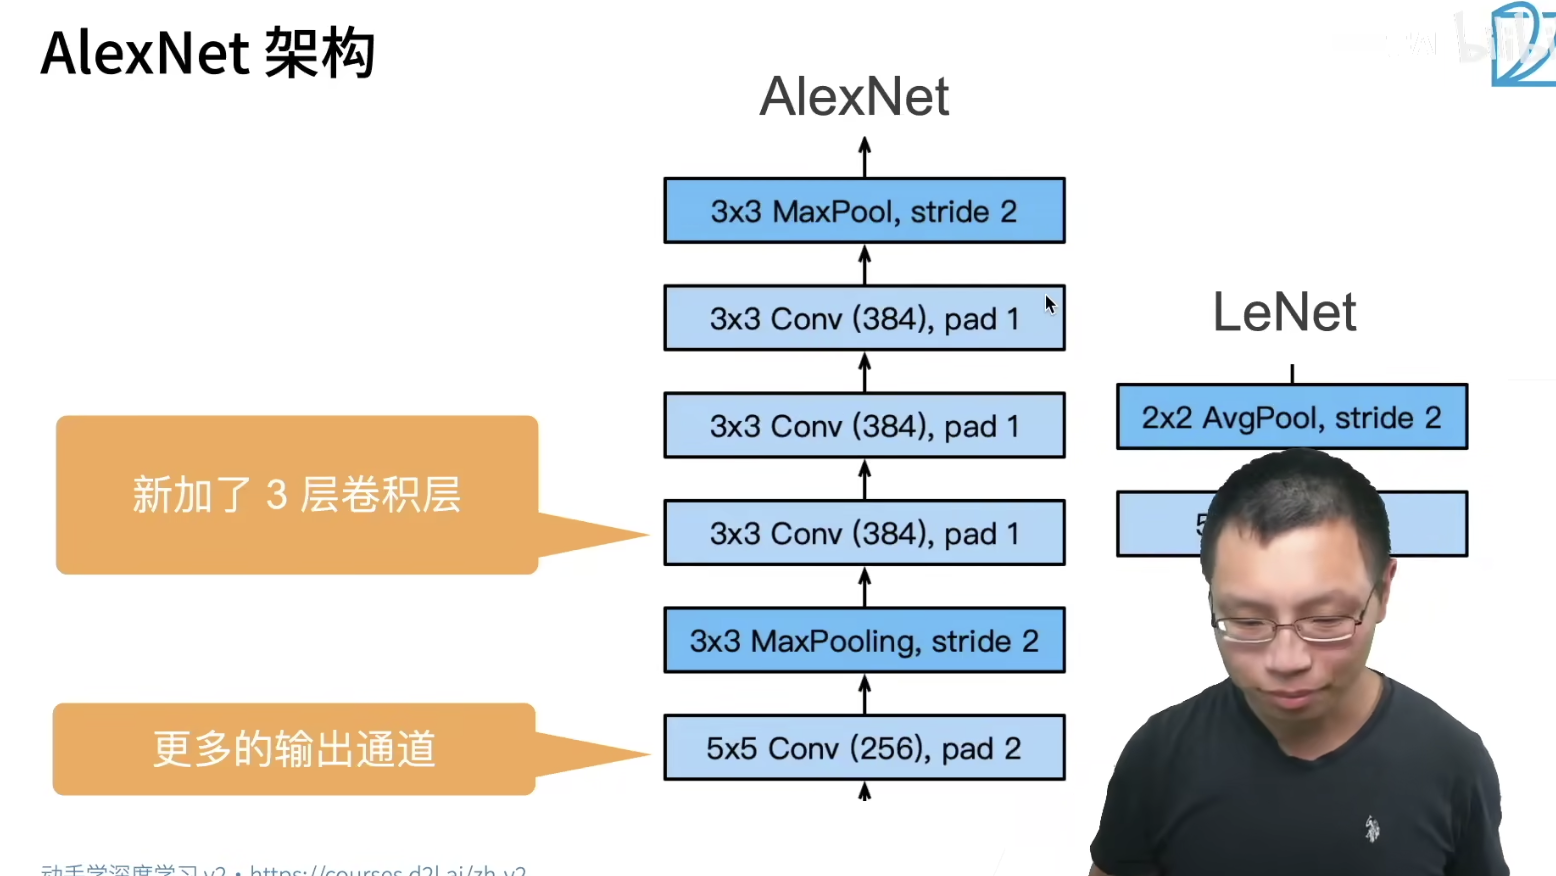 AlexNet 架构
bilibili
AlexNet
3x3 MaxPool, stride 2
3x3 Conv (384), pad 1
3x3 Conv (384), pad 1
3x3 Conv (384), pad 1
3x3 MaxPooling, stride 2
5x5 Conv (256), pad 2
新加了 3 层卷积层
更多的输出通道
LeNet
2x2 AvgPool, stride 2
动手学深度学习 v2 · https://courses.d2l.ai/zh-v2